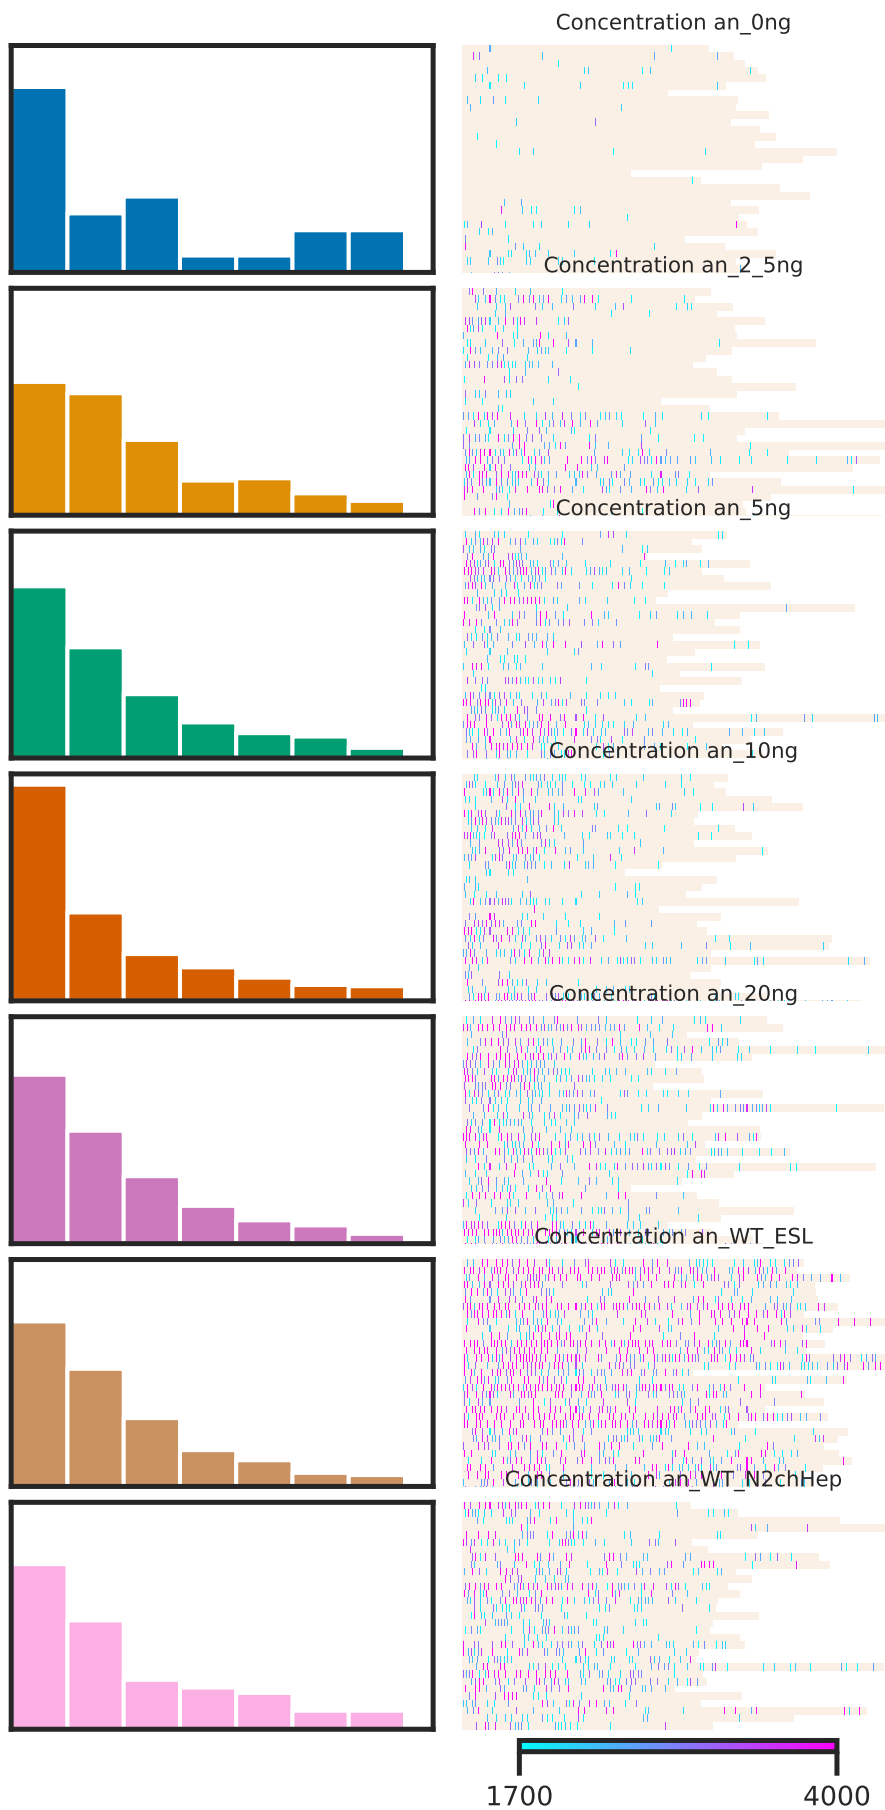 Concentration an_0ng
Concentration an_2_5ng
Concentration an_5ng
Concentration an_10ng
Concentration an_20ng
Concentration an_WT_ESL
Concentration an_WT_N2chHep
1700 4000